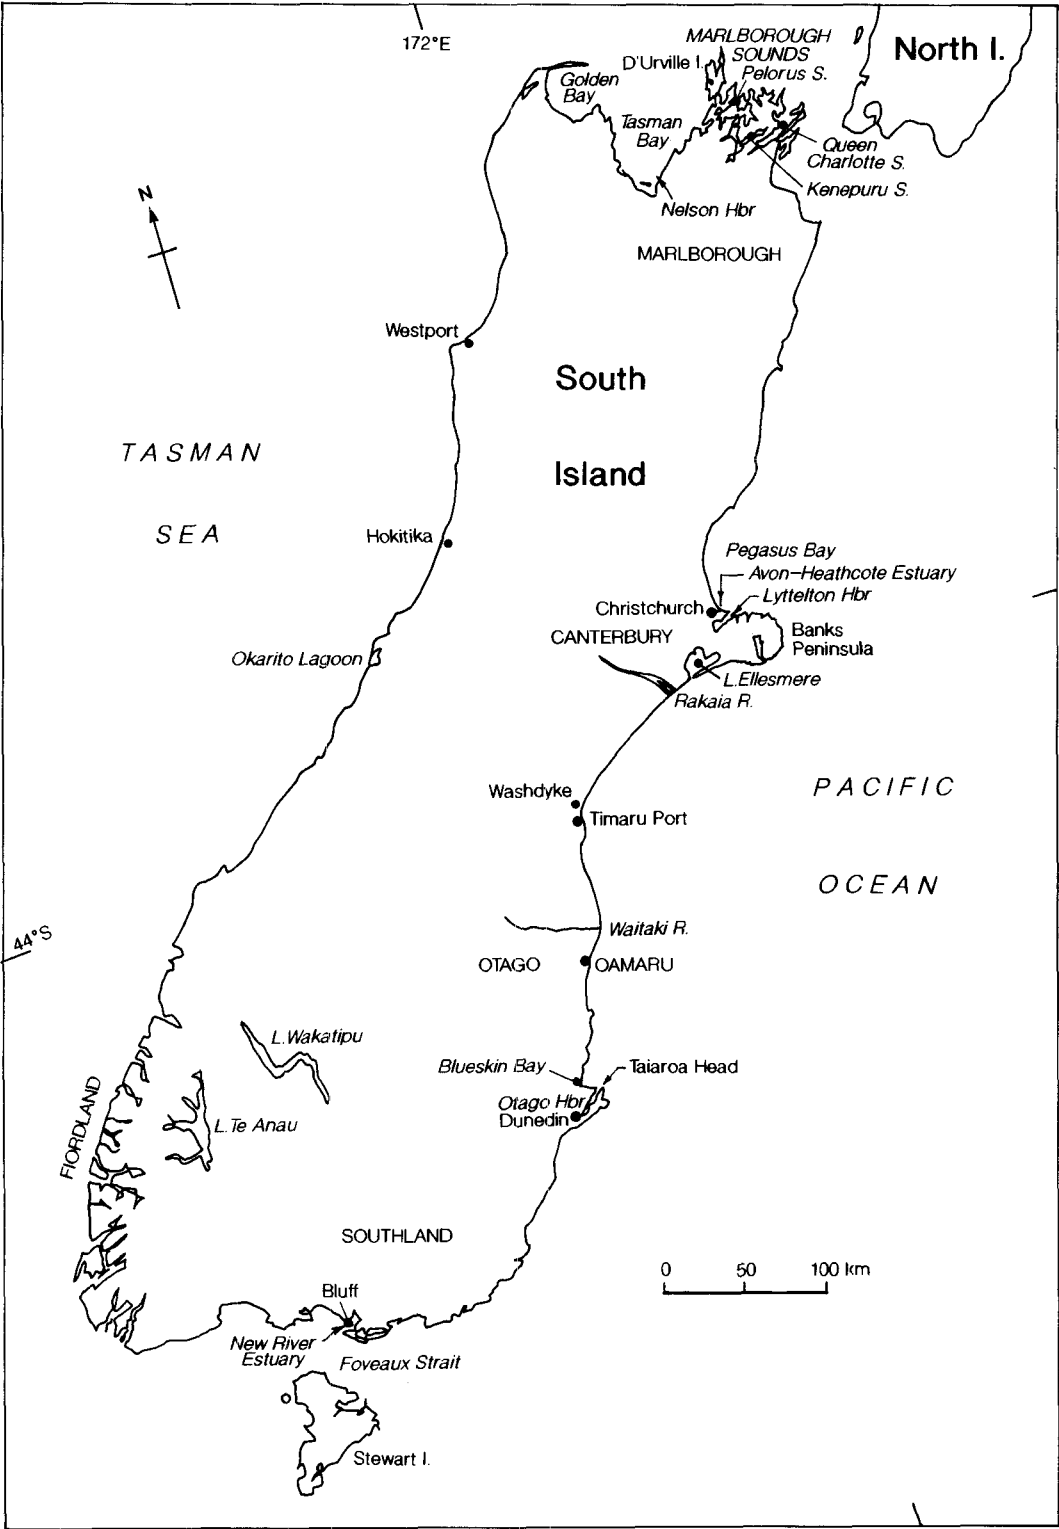 172°E
MARLBOROUGH
SOUNDS
North I.
D'Urville I.
Pelorus S.
Golden
Bay
Tasman
Bay
Queen
Charlotte S.
Kenepuru S.
N
Nelson Hbr
MARLBOROUGH
Westport
South
Island
TASMAN
SEA
Hokitika
Pegasus Bay
Avon-Heathcote Estuary
Lyttelton Hbr
Christchurch
CANTERBURY
Banks
Peninsula
Okarito Lagoon
L.Ellesmere
Rakaia R.
PACIFIC
OCEAN
Washdyke
Timaru Port
Waitaki R.
44°S
OTAGO
OAMARU
L.Wakatipu
Blueskin Bay
Taiaroa Head
Otago Hbr
Dunedin
FIORDLAND
L.Te Anau
SOUTHLAND
0 50 100 km
Bluff
New River
Estuary
Foveaux Strait
Stewart I.